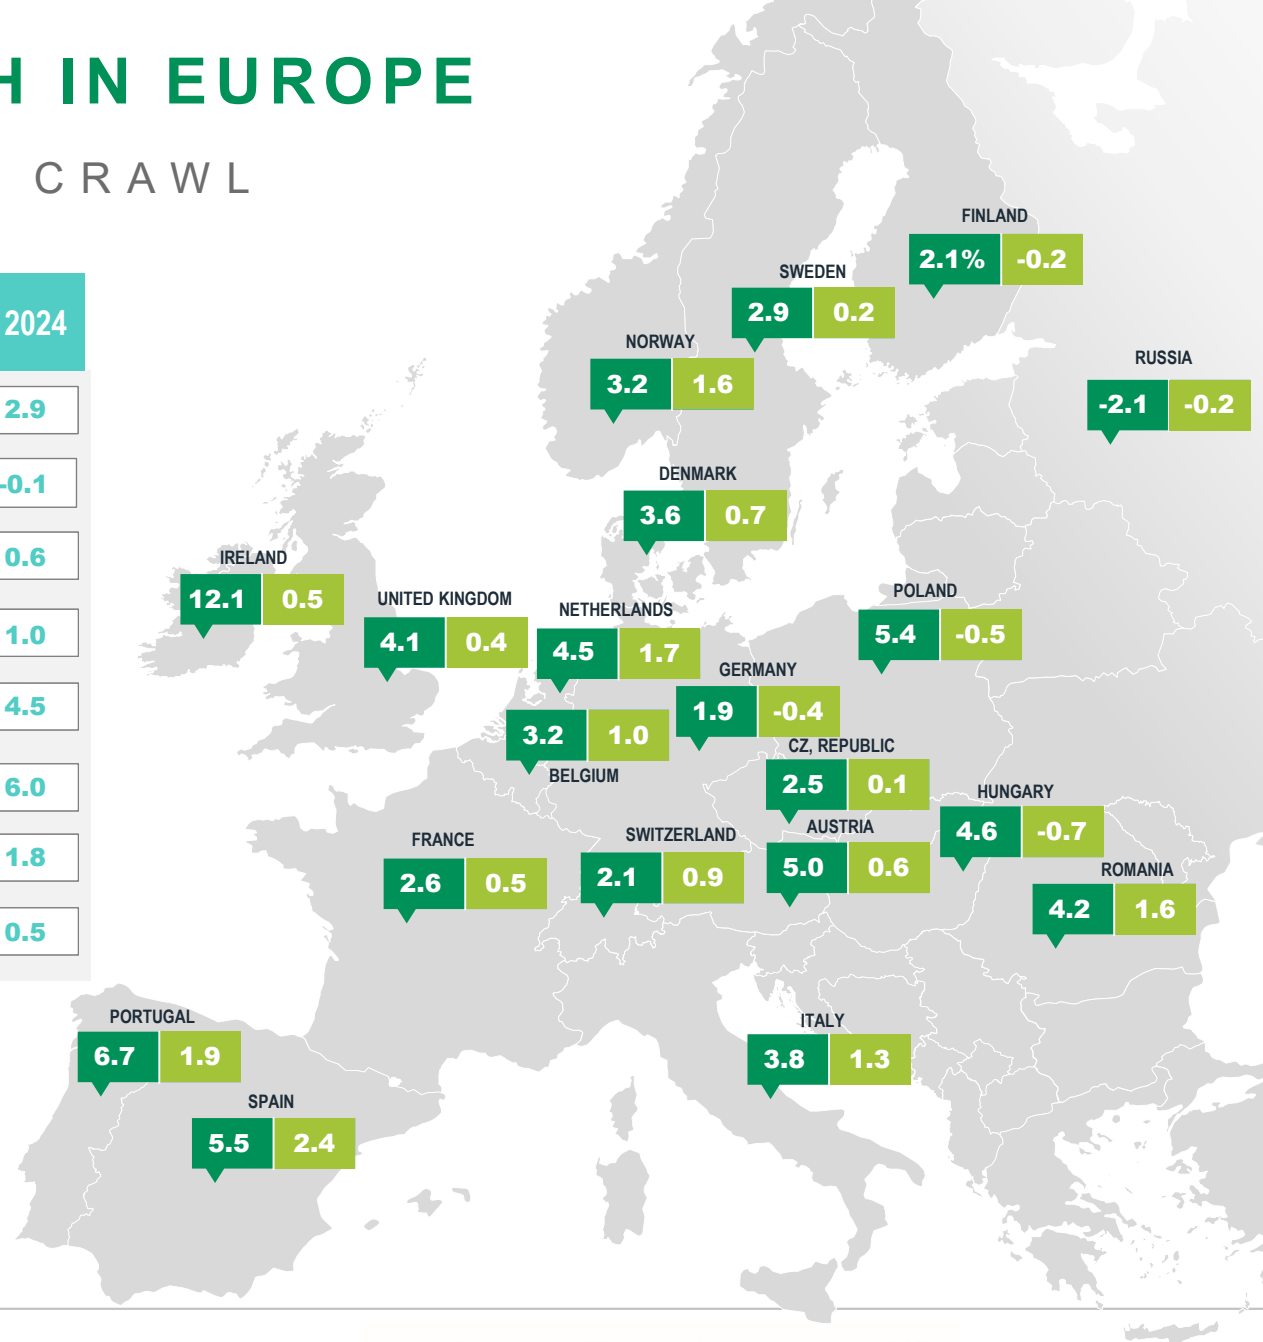 H IN EUROPE
CRAWL
2024
2.9
-0.1
0.6
1.0
4.5
6.0
1.8
0.5
FINLAND
2.1% -0.2
SWEDEN
2.9 0.2
NORWAY
3.2 1.6
RUSSIA
-2.1 -0.2
DENMARK
3.6 0.7
IRELAND
12.1 0.5
UNITED KINGDOM
4.1 0.4
NETHERLANDS
4.5 1.7
POLAND
5.4 -0.5
GERMANY
1.9 -0.4
3.2 1.0
BELGIUM
CZ, REPUBLIC
2.5 0.1
HUNGARY
4.6 -0.7
AUSTRIA
5.0 0.6
SWITZERLAND
2.1 0.9
FRANCE
2.6 0.5
ROMANIA
4.2 1.6
PORTUGAL
6.7 1.9
ITALY
3.8 1.3
SPAIN
5.5 2.4